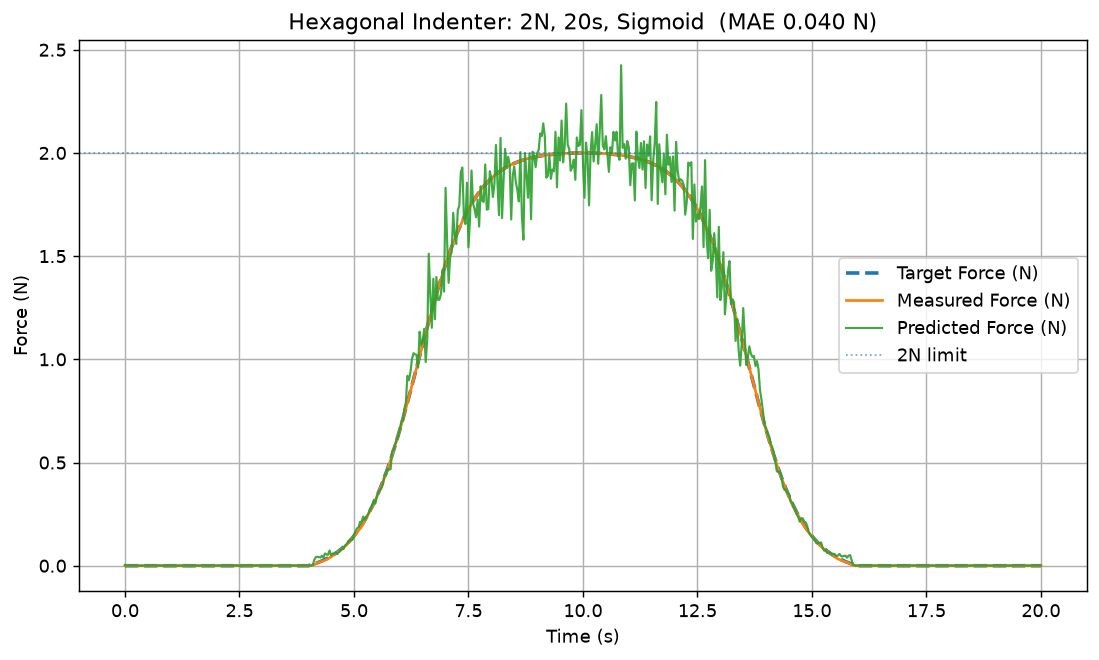 Hexagonal Indenter: 2N, 20s, Sigmoid  (MAE 0.040 N)
2.5
2.0
1.5
1.0
0.5
0.0
Force (N)
Target Force (N)
Measured Force (N)
Predicted Force (N)
2N limit
0.0 2.5 5.0 7.5 10.0 12.5 15.0 17.5 20.0
Time (s)